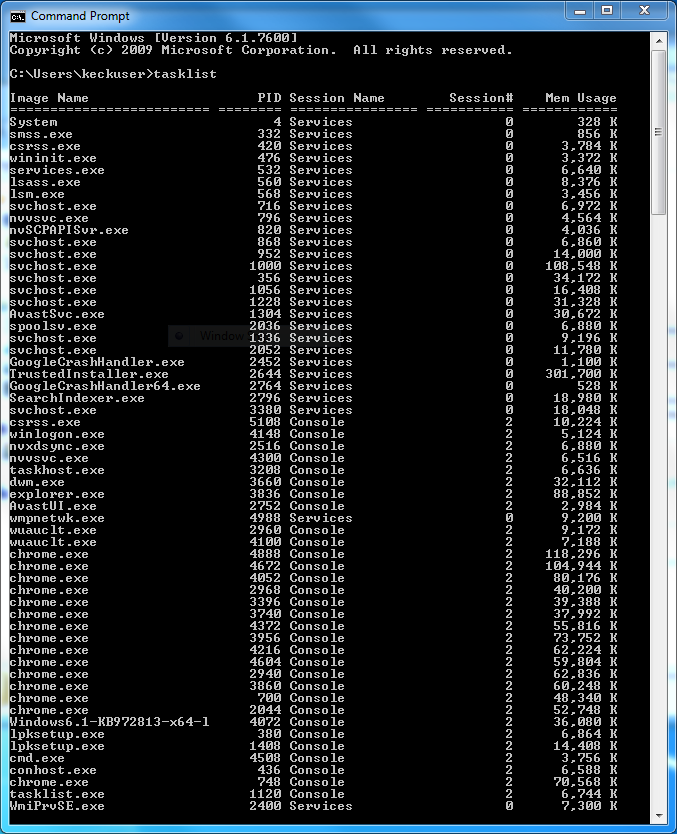 Command Prompt
Microsoft Windows [Version 6.1.7600]
Copyright (c) 2009 Microsoft Corporation.  All rights reserved.
C:\Users\keckuser>tasklist
Image Name                     PID Session Name        Session#    Mem Usage
========================= ======== ================ =========== ============
System                           4 Services                   0        328 K
smss.exe                       332 Services                   0        856 K
csrss.exe                      420 Services                   0      3,784 K
wininit.exe                    476 Services                   0      3,372 K
services.exe                   532 Services                   0      6,640 K
lsass.exe                      560 Services                   0      8,376 K
lsm.exe                        568 Services                   0      3,456 K
svchost.exe                    716 Services                   0      6,972 K
nvvsvc.exe                     796 Services                   0      4,564 K
nvSCPAPISvr.exe                820 Services                   0      4,036 K
svchost.exe                    868 Services                   0      6,860 K
svchost.exe                    952 Services                   0     14,000 K
svchost.exe                   1000 Services                   0    108,548 K
svchost.exe                    356 Services                   0     34,172 K
svchost.exe                   1056 Services                   0     16,408 K
svchost.exe                   1228 Services                   0     31,328 K
AvastSvc.exe                  1304 Services                   0     30,672 K
spoolsv.exe                   2036 Services                   0      6,880 K
Window
svchost.exe                   1336 Services                   0      9,196 K
svchost.exe                   2052 Services                   0     11,780 K
GoogleCrashHandler.exe        2452 Services                   0      1,100 K
TrustedInstaller.exe          2644 Services                   0    301,700 K
GoogleCrashHandler64.exe      2764 Services                   0        528 K
SearchIndexer.exe             2796 Services                   0     18,980 K
svchost.exe                   3380 Services                   0     18,048 K
csrss.exe                     5108 Console                    2     10,224 K
winlogon.exe                  4148 Console                    2      5,124 K
nvxdsync.exe                  2516 Console                    2      6,880 K
nvvsvc.exe                    4300 Console                    2      6,516 K
taskhost.exe                  3208 Console                    2      6,636 K
dwm.exe                       3660 Console                    2     32,112 K
explorer.exe                  3836 Console                    2     88,852 K
AvastUI.exe                   2752 Console                    2      2,984 K
wmpnetwk.exe                  4988 Services                   0      9,200 K
wuauclt.exe                   2960 Console                    2      9,172 K
wuauclt.exe                   4100 Console                    2      7,188 K
chrome.exe                    4888 Console                    2    118,296 K
chrome.exe                    4672 Console                    2    104,944 K
chrome.exe                    4052 Console                    2     80,176 K
chrome.exe                    2968 Console                    2     40,200 K
chrome.exe                    3396 Console                    2     39,388 K
chrome.exe                    3740 Console                    2     37,992 K
chrome.exe                    4372 Console                    2     55,816 K
chrome.exe                    3956 Console                    2     73,752 K
chrome.exe                    4216 Console                    2     62,224 K
chrome.exe                    4604 Console                    2     59,804 K
chrome.exe                    2940 Console                    2     62,836 K
chrome.exe                    3860 Console                    2     60,248 K
chrome.exe                     700 Console                    2     48,340 K
chrome.exe                    2044 Console                    2     52,748 K
Windows6.1-KB972813-x64-l     4072 Console                    2     36,080 K
lpksetup.exe                   380 Console                    2      6,864 K
lpksetup.exe                  1408 Console                    2     14,408 K
cmd.exe                       4508 Console                    2      3,756 K
conhost.exe                    436 Console                    2      6,588 K
chrome.exe                     748 Console                    2     70,568 K
tasklist.exe                  1120 Console                    2      6,744 K
WmiPrvSE.exe                  2400 Services                   0      7,300 K